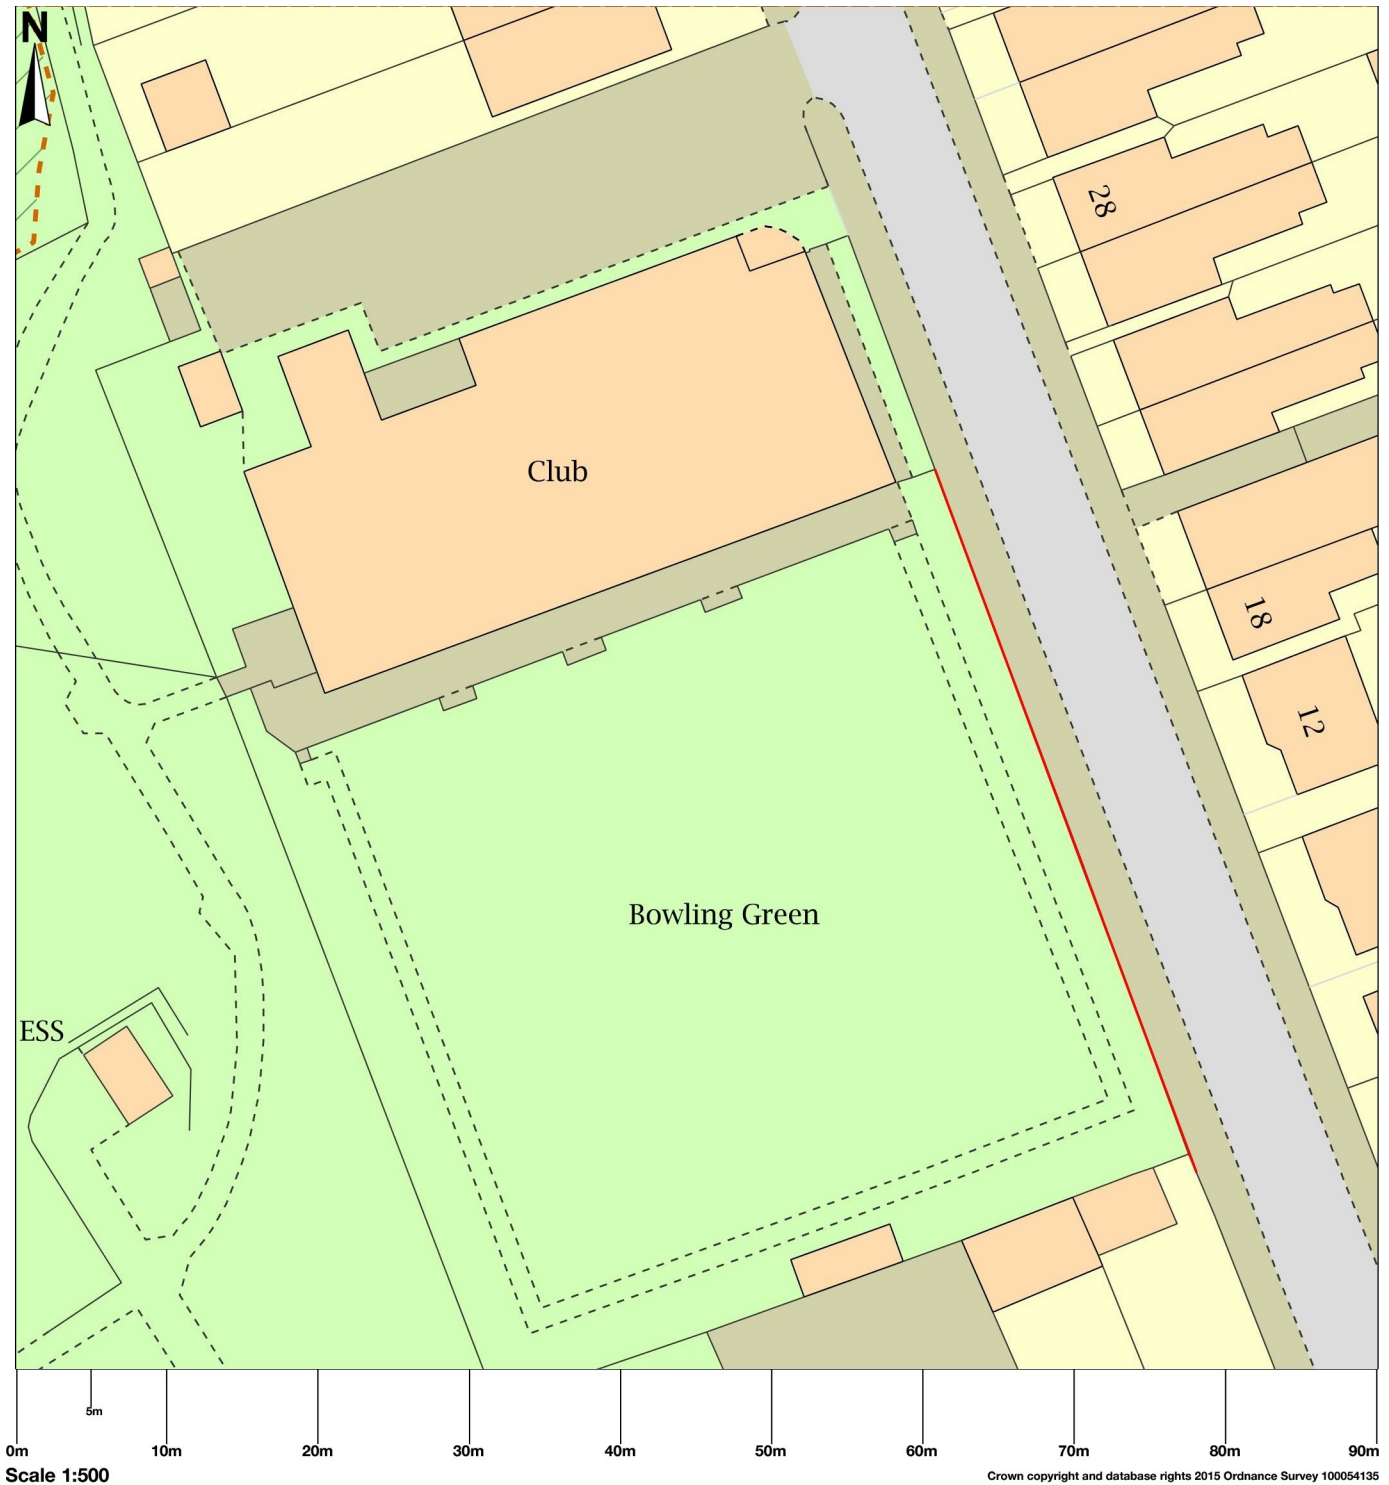 N
28
Club
18
12
Bowling Green
ESS
5m
0m 10m 20m 30m 40m 50m 60m 70m 80m 90m
Scale 1:500
Crown copyright and database rights 2015 Ordnance Survey 100054135